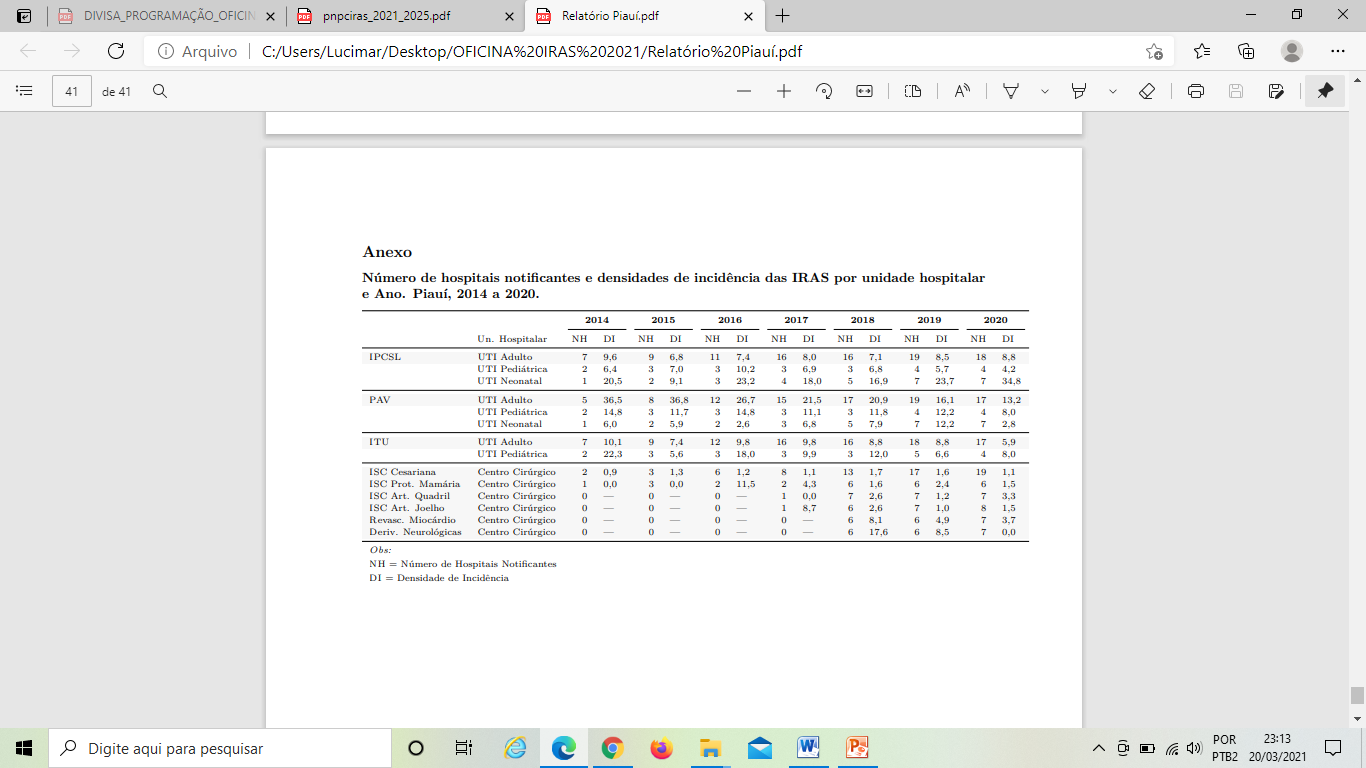 DIVISA_PROGRAMAÇÃO_OFICIN
pnpciras_2021_2025.pdf
Relatório Piauí.pdf
Arquivo C:/Users/Lucimar/Desktop/OFICINA%20IRAS%202021/Relatório%20Piauí.pdf
41 de 41
Anexo
Número de hospitais notificantes e densidades de incidência das IRAS por unidade hospitalar
e Ano. Piauí, 2014 a 2020.
2014 2015 2016 2017 2018 2019 2020
Un. Hospitalar NH DI NH DI NH DI NH DI NH DI NH DI NH DI
IPCSL UTI Adulto 7 9,6 9 6,8 11 7,4 16 8,0 16 7,1 19 8,5 18 8,8
UTI Pediátrica 2 6,4 3 7,0 3 10,2 3 6,9 3 6,8 4 5,7 4 4,2
UTI Neonatal 1 20,5 2 9,1 3 23,2 4 18,0 5 16,9 7 23,7 7 34,8
PAV UTI Adulto 5 36,5 8 36,8 12 26,7 15 21,5 17 20,9 19 16,1 17 13,2
UTI Pediátrica 2 14,8 3 11,7 3 14,8 3 11,1 3 11,8 4 12,2 4 8,0
UTI Neonatal 1 6,0 2 5,9 2 2,6 3 6,8 5 7,9 7 12,2 7 2,8
ITU UTI Adulto 7 10,1 9 7,4 12 9,8 16 9,8 16 8,8 18 8,8 17 5,9
UTI Pediátrica 2 22,3 3 5,6 3 18,0 3 9,9 3 12,0 5 6,6 4 8,0
ISC Cesariana Centro Cirúrgico 2 0,9 3 1,3 6 1,2 8 1,1 13 1,7 17 1,6 19 1,1
ISC Prot. Mamária Centro Cirúrgico 1 0,0 3 0,0 2 11,5 2 4,3 6 1,6 6 2,4 6 1,5
ISC Art. Quadril Centro Cirúrgico 0 — 0 — 0 — 1 0,0 7 2,6 7 1,2 7 3,3
ISC Art. Joelho Centro Cirúrgico 0 — 0 — 0 — 1 8,7 6 2,6 7 1,0 8 1,5
Revasc. Miocárdio Centro Cirúrgico 0 — 0 — 0 — 0 — 6 8,1 6 4,9 7 3,7
Deriv. Neurológicas Centro Cirúrgico 0 — 0 — 0 — 0 — 6 17,6 6 8,5 7 0,0
Obs:
NH = Número de Hospitais Notificantes
DI = Densidade de Incidência
Digite aqui para pesquisar
POR 23:13
PTB2 20/03/2021